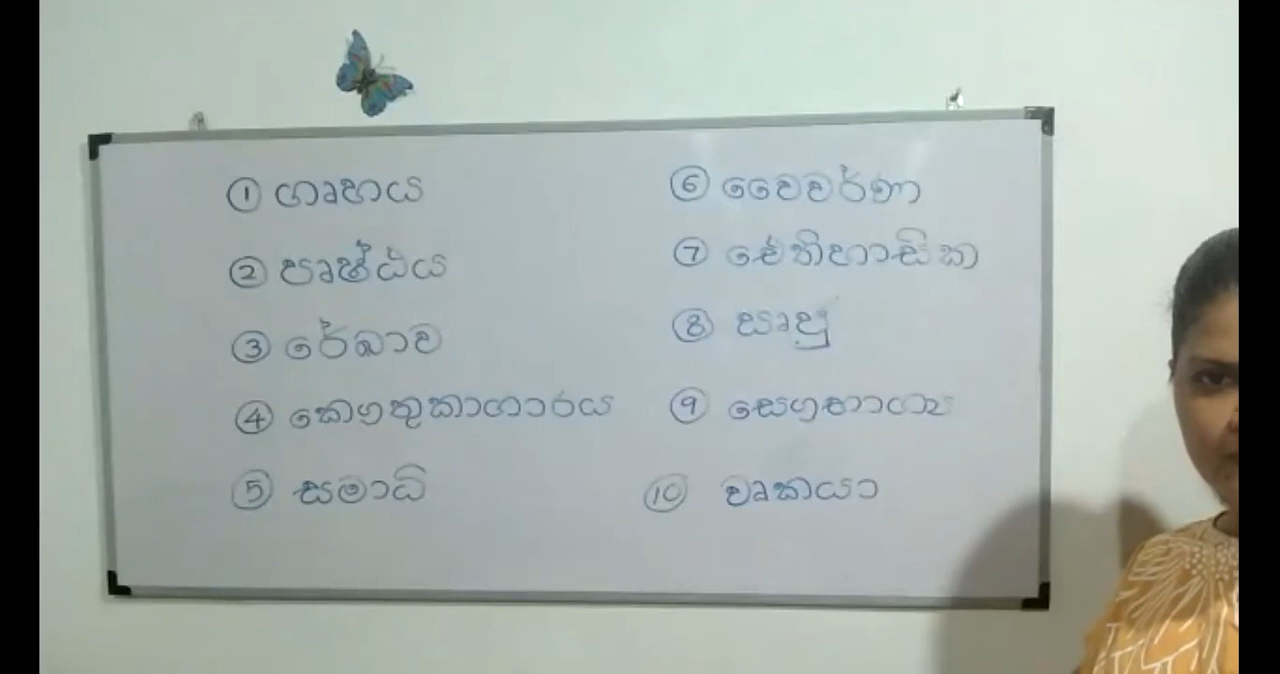 ① ගෘහය
② පෘෂ්ඨය
③ රේඛාව
④ කෞතුකාගාරය
⑤ සමාධි
⑥ වෛවර්ණ
⑦ ඓතිහාසික
⑧ සෘජු
⑨ සෞභාග්‍ය
⑩ වෘකයා